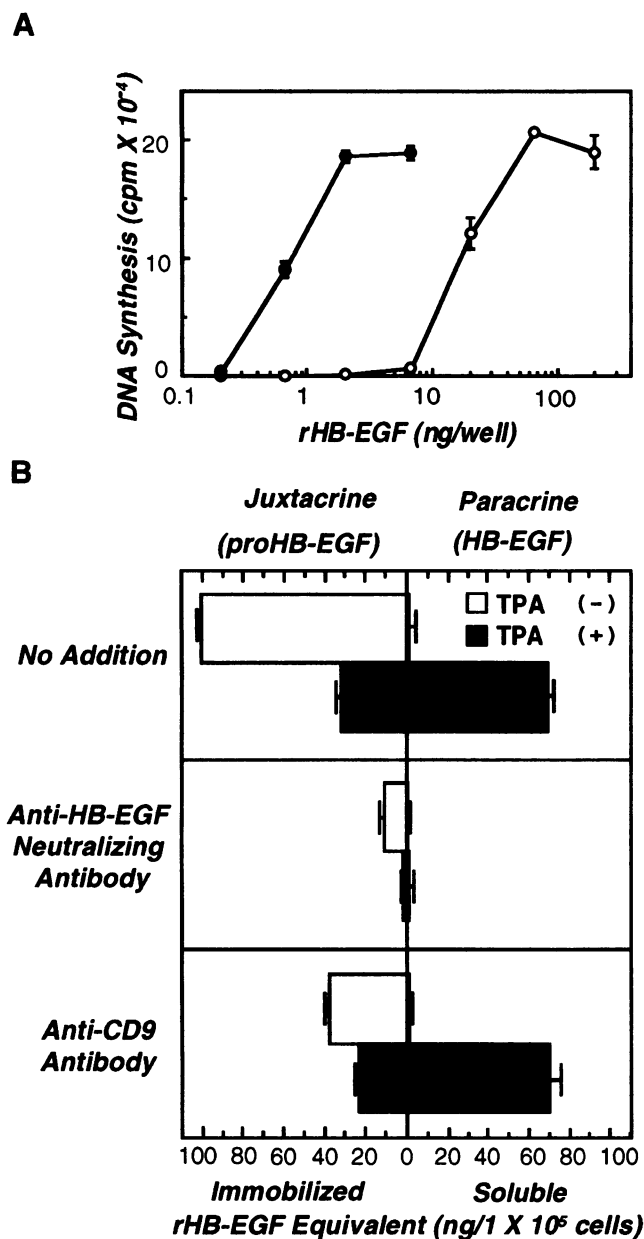 A
DNA Synthesis (cpm X 10⁻⁴)
20
10
0
0.1
1
10
100
rHB-EGF (ng/well)
B
Juxtacrine
(proHB-EGF)
Paracrine
(HB-EGF)
TPA (-)
TPA (+)
No Addition
Anti-HB-EGF
Neutralizing
Antibody
Anti-CD9
Antibody
100 80 60 40 20 0 20 40 60 80 100
Immobilized
Soluble
rHB-EGF Equivalent (ng/1 X 10⁵ cells)